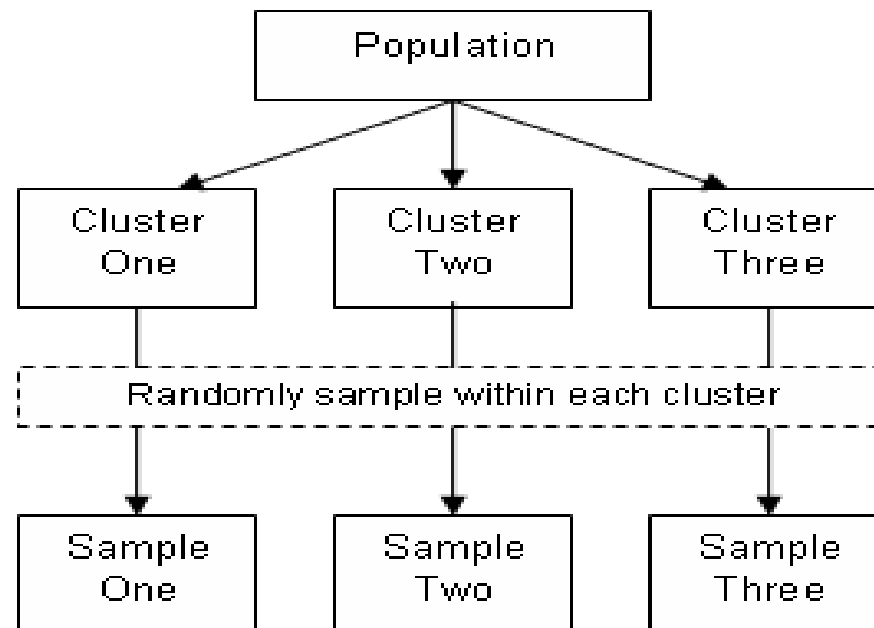 Population
Cluster
One
Cluster
Two
Cluster
Three
Randomly sample within each cluster
Sample
One
Sample
Two
Sample
Three